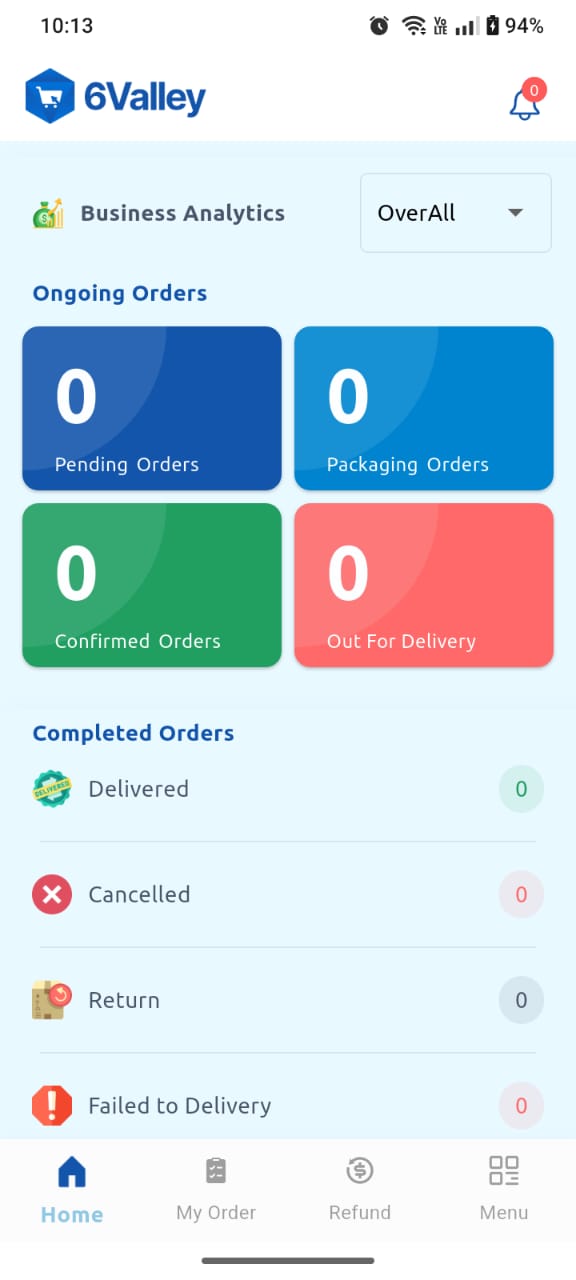 10:13
Vo LTE 94%
6Valley
0
Business Analytics
OverAll
Ongoing Orders
0
Pending Orders
0
Packaging Orders
0
Confirmed Orders
0
Out For Delivery
Completed Orders
DELIVERED
Delivered
0
Cancelled
0
Return
0
Failed to Delivery
0
Home
My Order
Refund
Menu